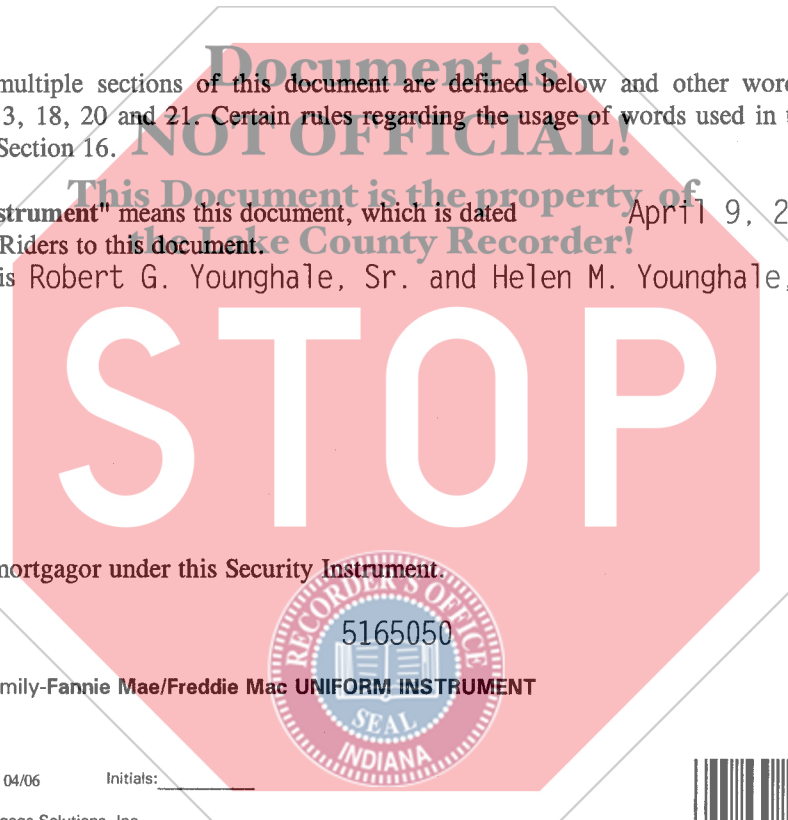 Document is
multiple sections of this document are defined below and other
3, 18, 20 and 21. Certain rules regarding the usage of words used in
NOT OFFICIAL!
Section 16.
This Document is the property of
means this document, which is dated April 9, 2
Riders to this document.
the Lake County Recorder!
is Robert G. Younghale, Sr. and Helen M. Younghale,
STOP
mortgagor under this Security Instrument.
RECORDER'S OFFICE
5165050
-Fannie Mae/Freddie Mac UNIFORM INSTRUMENT
SEAL
INDIANA
04/06 Initials:
Solutions, Inc.